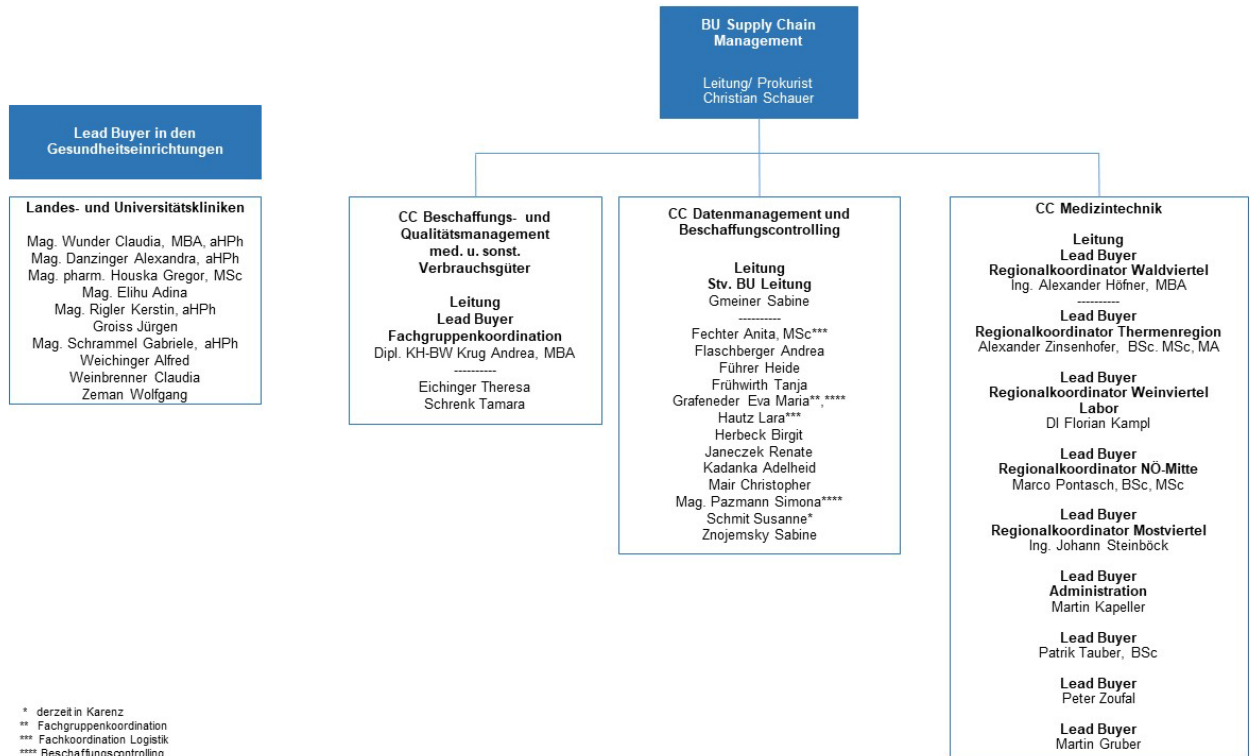 BU Supply Chain
Management
Leitung/ Prokurist
Christian Schauer
Lead Buyer in den
Gesundheitseinrichtungen
Landes- und Universitätskliniken
Mag. Wunder Claudia, MBA, aHPh
Mag. Danzinger Alexandra, aHPh
Mag. pharm. Houska Gregor, MSc
Mag. Elihu Adina
Mag. Rigler Kerstin, aHPh
Groiss Jürgen
Mag. Schrammel Gabriele, aHPh
Weichinger Alfred
Weinbrenner Claudia
Zeman Wolfgang
CC Beschaffungs- und
Qualitätsmanagement
med. u. sonst.
Verbrauchsgüter
Leitung
Lead Buyer
Fachgruppenkoordination
Dipl. KH-BW Krug Andrea, MBA
----------
Eichinger Theresa
Schrenk Tamara
CC Datenmanagement und
Beschaffungscontrolling
Leitung
Stv. BU Leitung
Gmeiner Sabine
----------
Fechter Anita, MSc***
Flaschberger Andrea
Führer Heide
Frühwirth Tanja
Grafeneder Eva Maria**,****
Hautz Lara***
Herbeck Birgit
Janeczek Renate
Kadanka Adelheid
Mair Christopher
Mag. Pazmann Simona****
Schmit Susanne*
Znojemsky Sabine
CC Medizintechnik
Leitung
Lead Buyer
Regionalkoordinator Waldviertel
Ing. Alexander Höfner, MBA
----------
Lead Buyer
Regionalkoordinator Thermenregion
Alexander Zinsenhofer, BSc. MSc, MA
Lead Buyer
Regionalkoordinator Weinviertel
Labor
DI Florian Kampl
Lead Buyer
Regionalkoordinator NÖ-Mitte
Marco Pontasch, BSc, MSc
Lead Buyer
Regionalkoordinator Mostviertel
Ing. Johann Steinböck
Lead Buyer
Administration
Martin Kapeller
Lead Buyer
Patrik Tauber, BSc
Lead Buyer
Peter Zoufal
Lead Buyer
Martin Gruber
* derzeit in Karenz
** Fachgruppenkoordination
*** Fachkoordination Logistik
**** Beschaffungscontrolling